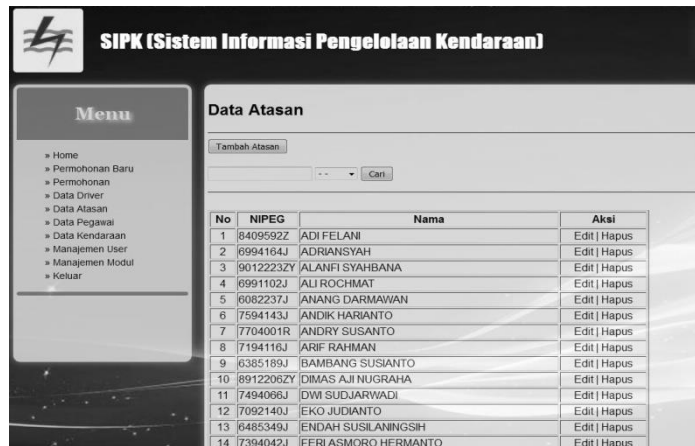 SIPK (Sistem Informasi Pengelolaan Kendaraan)
Menu
» Home
» Permohonan Baru
» Permohonan
» Data Driver
» Data Atasan
» Data Pegawai
» Data Kendaraan
» Manajemen User
» Manajemen Modul
» Keluar
Data Atasan
Tambah Atasan
- - Cari
No NIPEG Nama Aksi
1 8409592Z ADI FELANI Edit | Hapus
2 6994164J ADRIANSYAH Edit | Hapus
3 9012223ZY ALANFI SYAHBANA Edit | Hapus
4 6991102J ALI ROCHMAT Edit | Hapus
5 6082237J ANANG DARMAWAN Edit | Hapus
6 7594143J ANDIK HARIANTO Edit | Hapus
7 7704001R ANDRY SUSANTO Edit | Hapus
8 7194116J ARIF RAHMAN Edit | Hapus
9 6385189J BAMBANG SUSIANTO Edit | Hapus
10 8912206ZY DIMAS AJI NUGRAHA Edit | Hapus
11 7494066J DWI SUDJARWADI Edit | Hapus
12 7092140J EKO JUDIANTO Edit | Hapus
13 6485349J ENDAH SUSILANINGSIH Edit | Hapus
14 7394042J FERI ASMORO HERMANTO Edit | Hapus